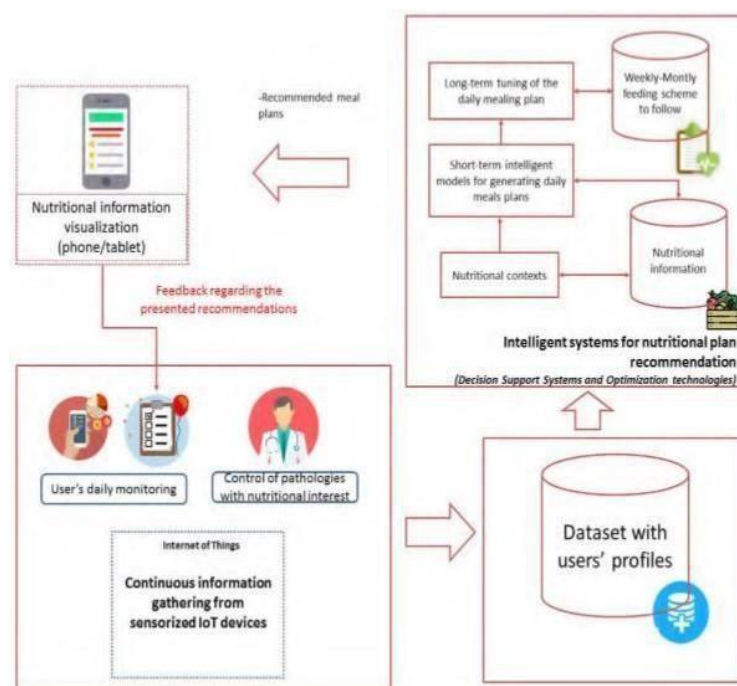 -Recommended meal
plans
Nutritional information
visualization
(phone/tablet)
Long-term tuning of the
daily mealing plan
Weekly-Montly
feeding scheme
to follow
Short-term intelligent
models for generating daily
meals plans
Nutritional contexts
Nutritional
information
Intelligent systems for nutritional plan
recommendation
(Decision Support Systems and Optimization technologies)
Feedback regarding the
presented recommendations
User's daily monitoring
Control of pathologies
with nutritional interest
Internet of Things
Continuous information
gathering from
sensorized IoT devices
Dataset with
users' profiles